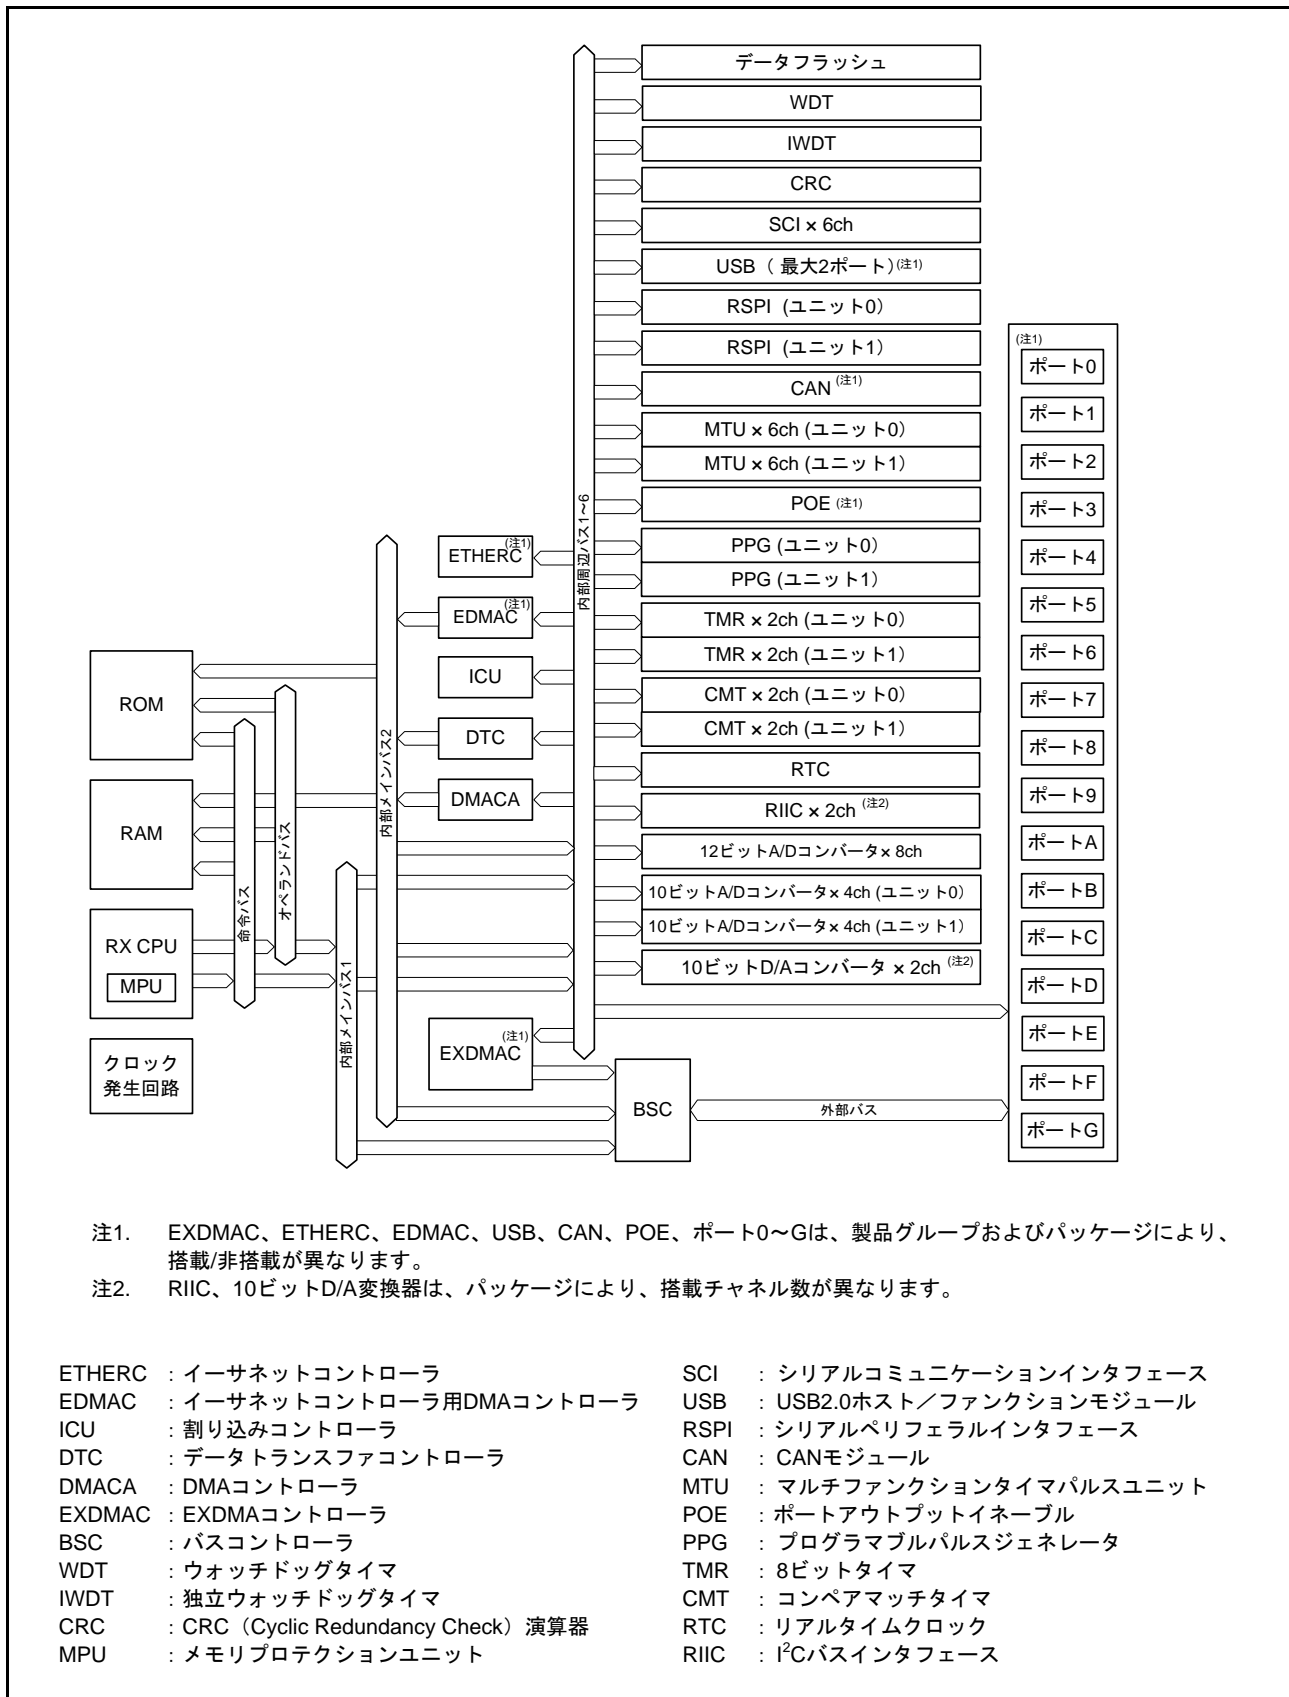 データフラッシュ
WDT
IWDT
CRC
SCI × 6ch
USB（ 最大2ポート）(注1)
RSPI (ユニット0）
RSPI (ユニット1）
CAN (注1)
MTU × 6ch (ユニット0）
MTU × 6ch (ユニット1）
POE (注1)
PPG (ユニット0）
PPG (ユニット1）
TMR × 2ch (ユニット0）
TMR × 2ch (ユニット1）
CMT × 2ch (ユニット0）
CMT × 2ch (ユニット1）
RTC
RIIC × 2ch (注2)
12ビットA/Dコンバータ× 8ch
10ビットA/Dコンバータ× 4ch (ユニット0）
10ビットA/Dコンバータ× 4ch (ユニット1）
10ビットD/Aコンバータ × 2ch (注2)
(注1)
ポート0
ポート1
ポート2
ポート3
ポート4
ポート5
ポート6
ポート7
ポート8
ポート9
ポートA
ポートB
ポートC
ポートD
ポートE
ポートF
ポートG
内部周辺バス1～6
ETHERC (注1)
EDMAC (注1)
ICU
DTC
DMACA
内部メインバス2
ROM
RAM
RX CPU
MPU
クロック
発生回路
命令バス
オペランドバス
内部メインバス1
EXDMAC (注1)
BSC
外部バス
注1. EXDMAC、ETHERC、EDMAC、USB、CAN、POE、ポート0～Gは、製品グループおよびパッケージにより、
搭載/非搭載が異なります。
注2. RIIC、10ビットD/A変換器は、パッケージにより、搭載チャネル数が異なります。
ETHERC : イーサネットコントローラ
EDMAC : イーサネットコントローラ用DMAコントローラ
ICU : 割り込みコントローラ
DTC : データトランスファコントローラ
DMACA : DMAコントローラ
EXDMAC : EXDMAコントローラ
BSC : バスコントローラ
WDT : ウォッチドッグタイマ
IWDT : 独立ウォッチドッグタイマ
CRC : CRC（Cyclic Redundancy Check）演算器
MPU : メモリプロテクションユニット
SCI : シリアルコミュニケーションインタフェース
USB : USB2.0ホスト／ファンクションモジュール
RSPI : シリアルペリフェラルインタフェース
CAN : CANモジュール
MTU : マルチファンクションタイマパルスユニット
POE : ポートアウトプットイネーブル
PPG : プログラマブルパルスジェネレータ
TMR : 8ビットタイマ
CMT : コンペアマッチタイマ
RTC : リアルタイムクロック
RIIC : I²Cバスインタフェース